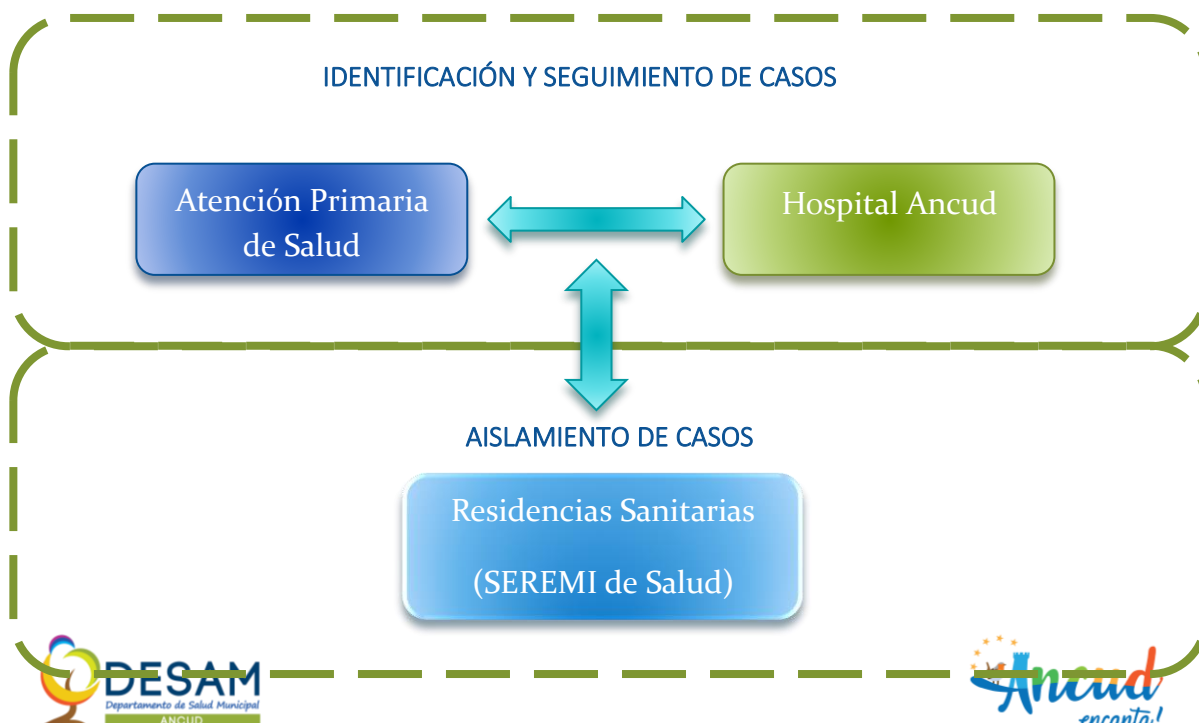 IDENTIFICACIÓN Y SEGUIMIENTO DE CASOS
Atención Primaria
de Salud
Hospital Ancud
AISLAMIENTO DE CASOS
Residencias Sanitarias
(SEREMI de Salud)
DESAM
Departamento de Salud Municipal
ANCUD
Ancud
encanta!